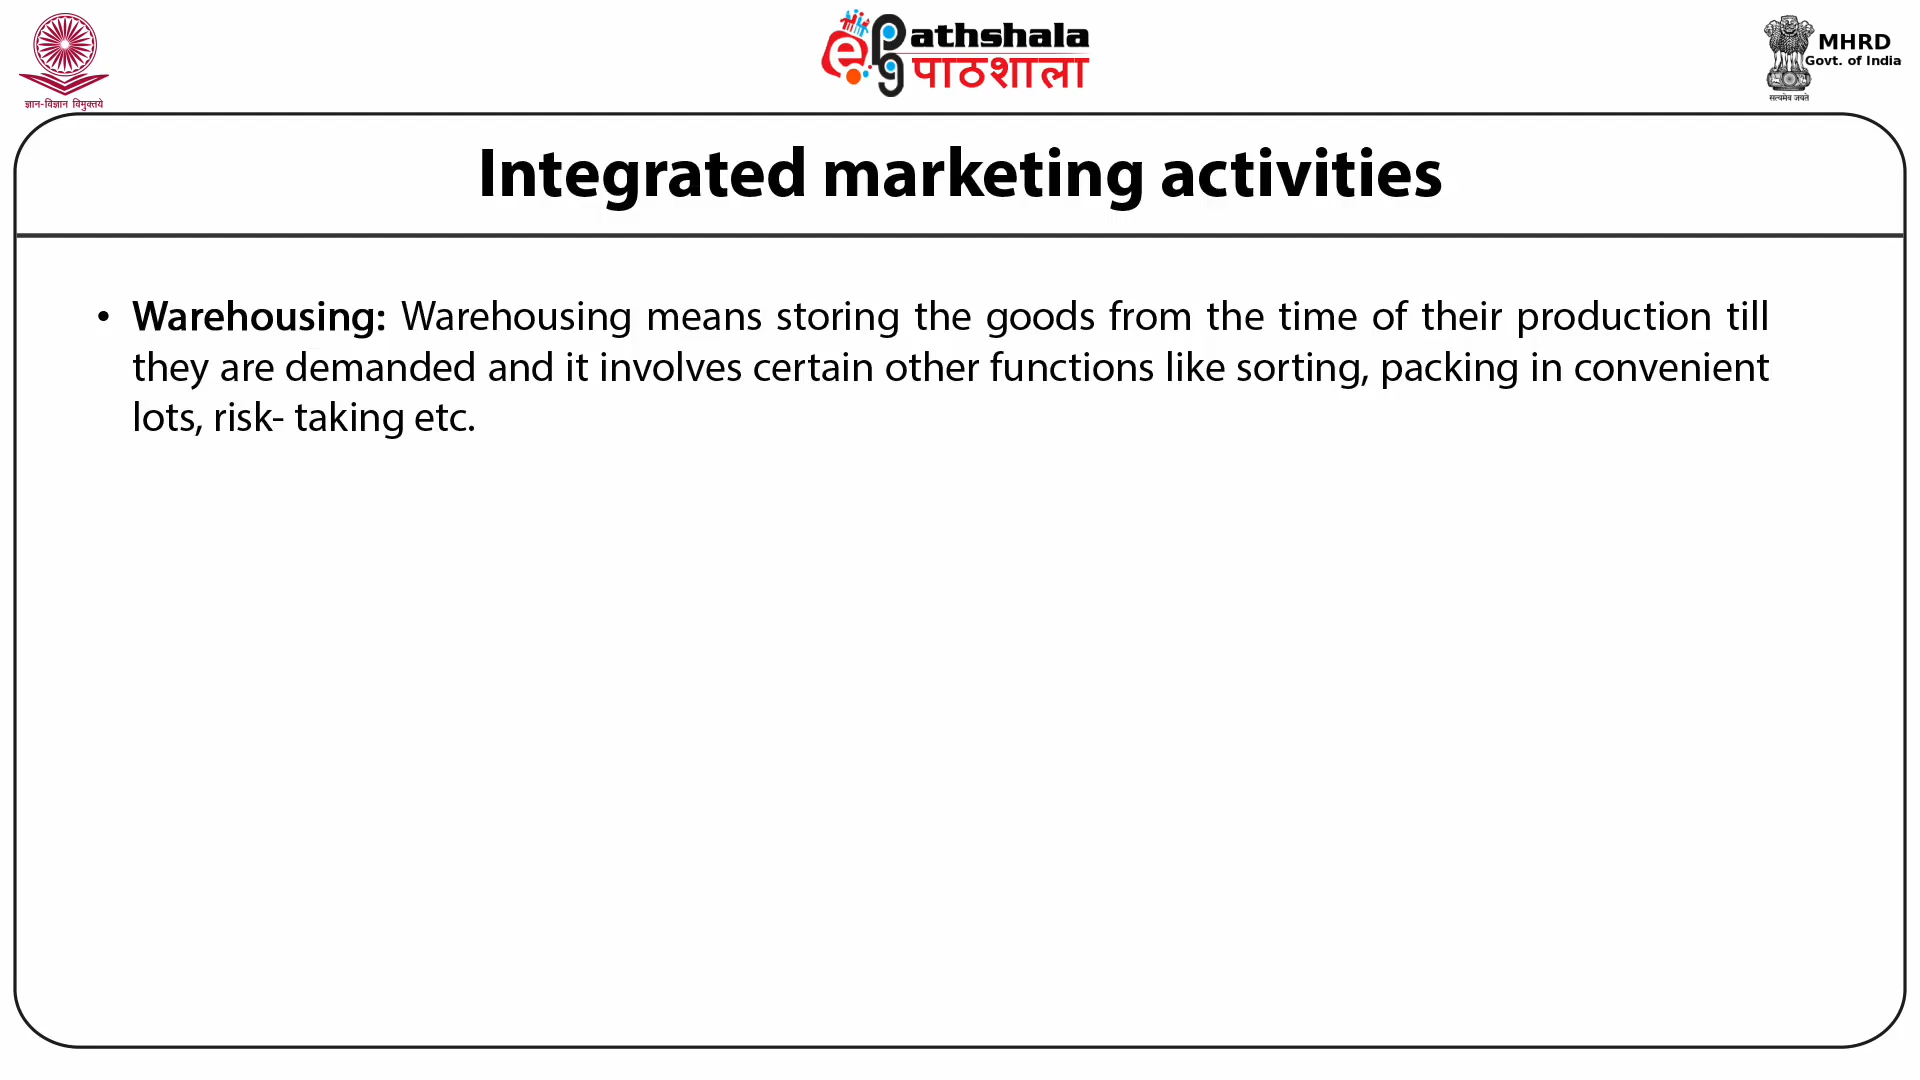 ज्ञान-विज्ञान विमुक्तये
e pg athshala
पाठशाला
MHRD
Govt. of India
सत्यमेव जयते
Integrated marketing activities
• Warehousing: Warehousing means storing the goods from the time of their production till
they are demanded and it involves certain other functions like sorting, packing in convenient
lots, risk- taking etc.